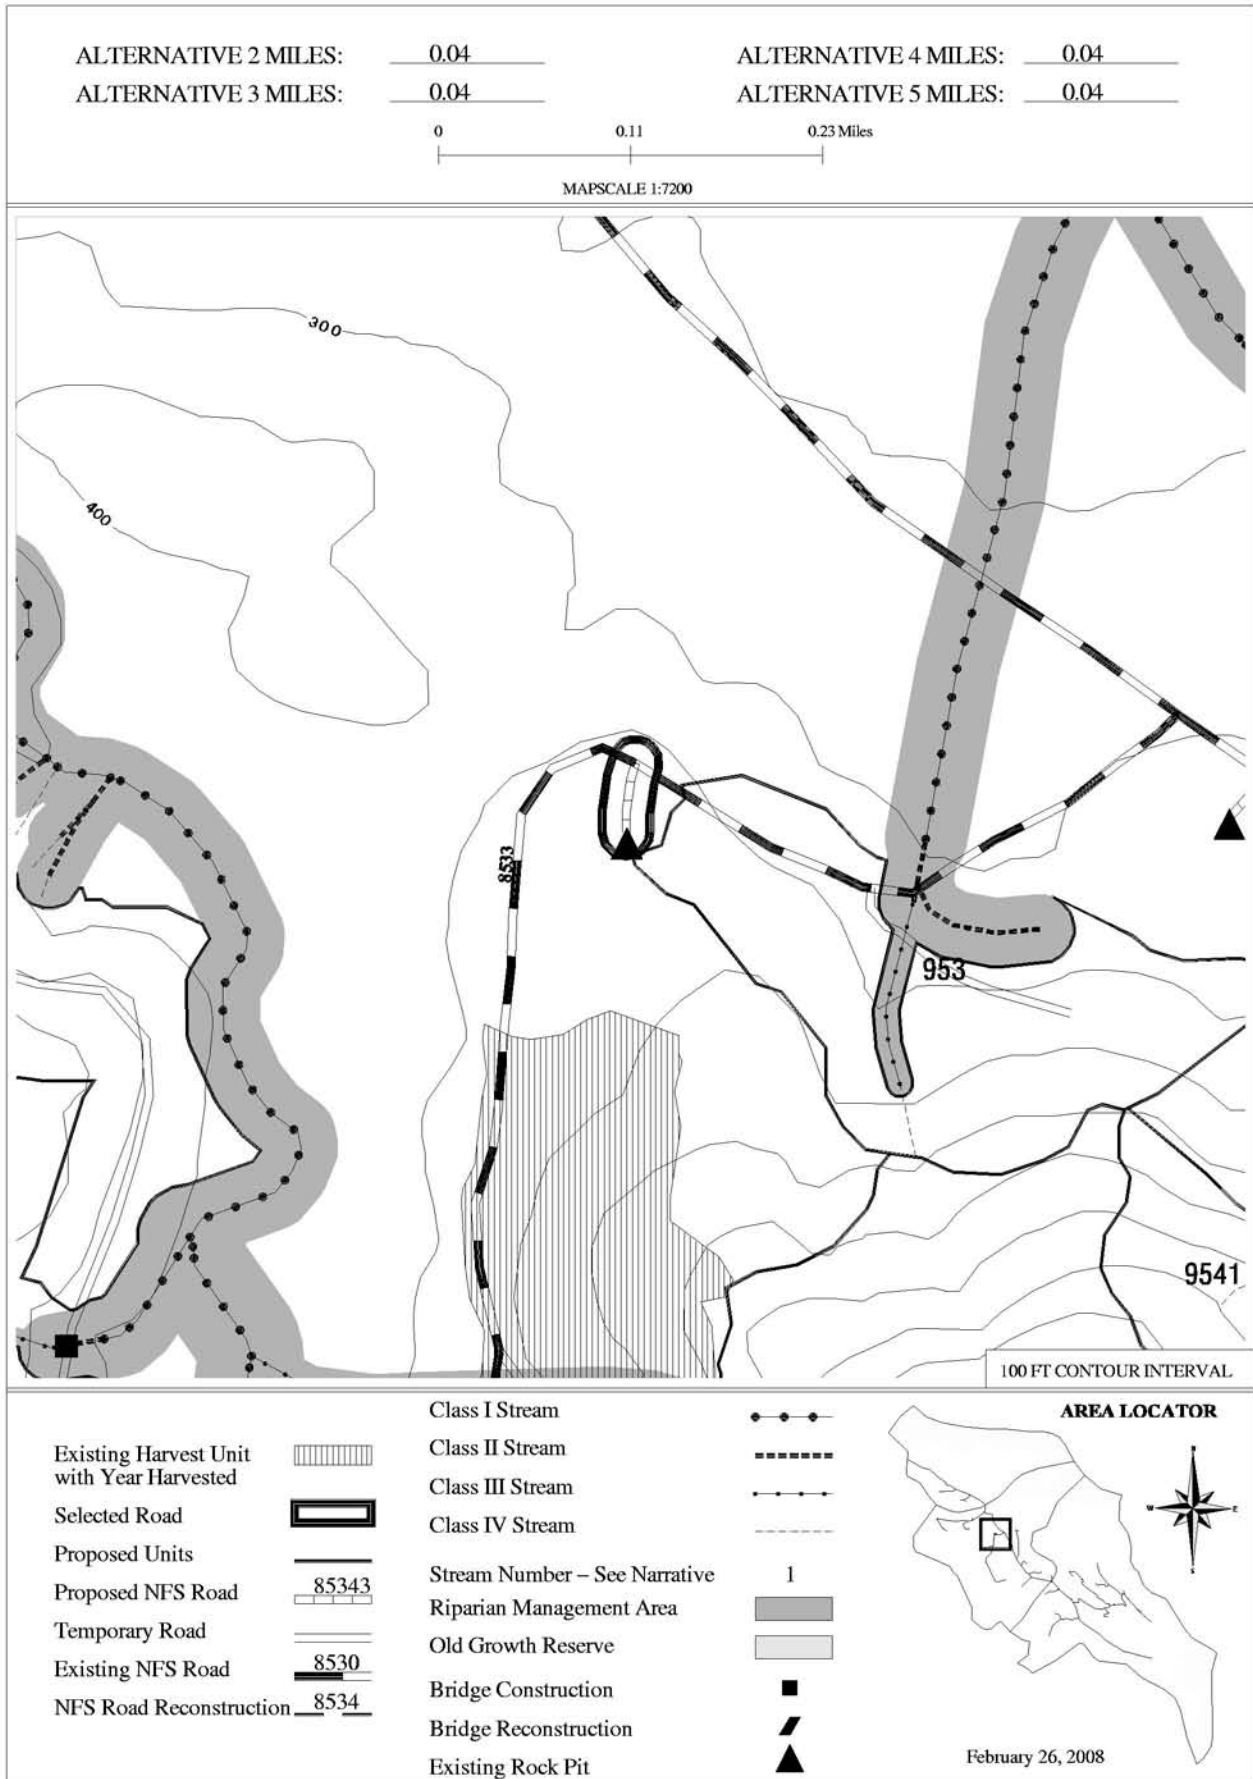 ALTERNATIVE 2 MILES: 0.04 ALTERNATIVE 4 MILES: 0.04
ALTERNATIVE 3 MILES: 0.04 ALTERNATIVE 5 MILES: 0.04
0 0.11 0.23 Miles
MAPSCALE 1:7200
300
400
8533
953
9541
100 FT CONTOUR INTERVAL
Existing Harvest Unit
with Year Harvested
Selected Road
Proposed Units
Proposed NFS Road 85343
Temporary Road
Existing NFS Road 8530
NFS Road Reconstruction 8534
Class I Stream
Class II Stream
Class III Stream
Class IV Stream
Stream Number – See Narrative 1
Riparian Management Area
Old Growth Reserve
Bridge Construction
Bridge Reconstruction
Existing Rock Pit
AREA LOCATOR
N
W E
S
February 26, 2008